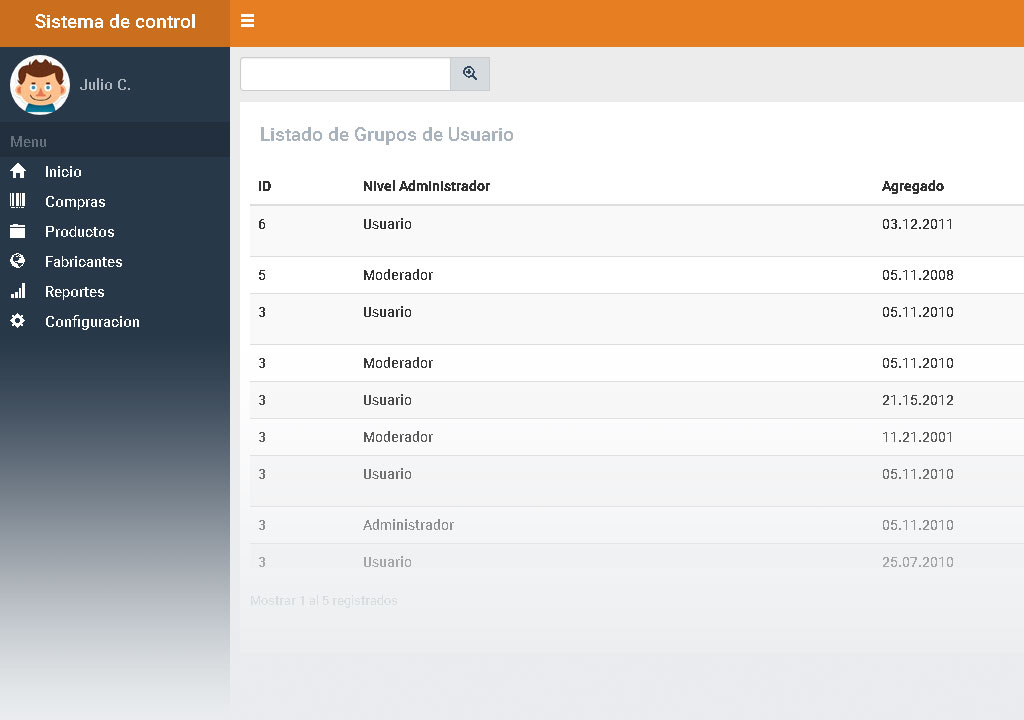 Sistema de control
Julio C.
Menu
Inicio
Compras
Productos
Fabricantes
Reportes
Configuracion
Listado de Grupos de Usuario
ID Nivel Administrador Agregado
6 Usuario 03.12.2011
5 Moderador 05.11.2008
3 Usuario 05.11.2010
3 Moderador 05.11.2010
3 Usuario 21.15.2012
3 Moderador 11.21.2001
3 Usuario 05.11.2010
3 Administrador 05.11.2010
3 Usuario 25.07.2010
Mostrar 1 al 5 registrados